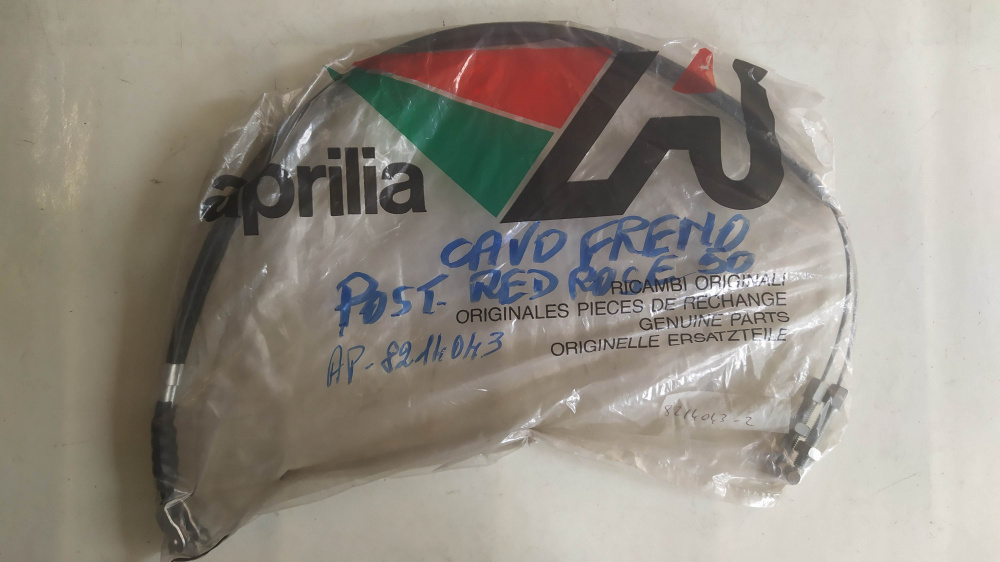 aprilia
CAVO FRENO
POST. RED ROSE 50
RICAMBI ORIGINALI
ORIGINALES PIECES DE RECHANGE
GENUINE PARTS
ORIGINELLE ERSATZTEILE
AP-8214043
8214043-2